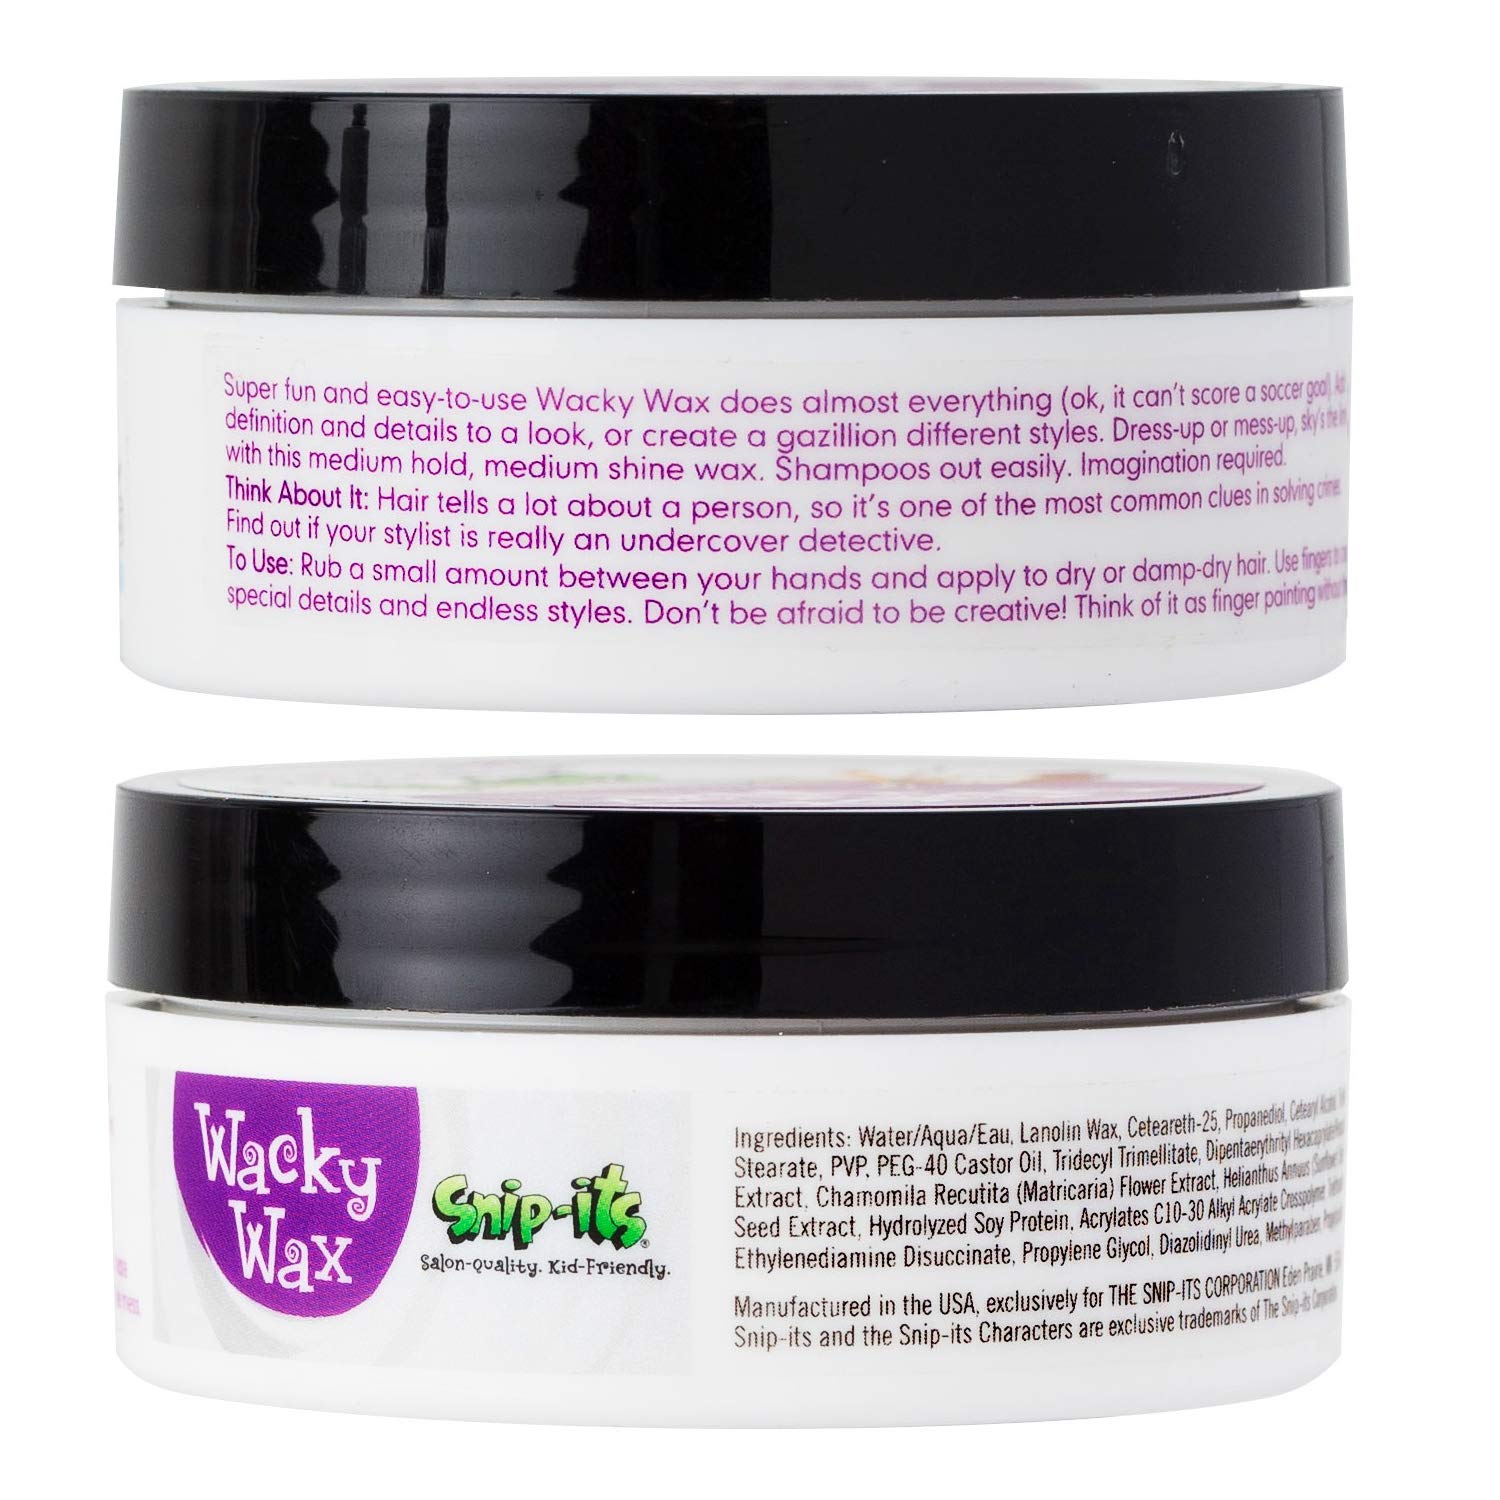 Super fun and easy-to-use Wacky Wax does almost everything (ok, it can't score a soccer goal).
definition and details to a look, or create a gazillion different styles. Dress-up or mess-up, sky's the
with this medium hold, medium shine wax. Shampoos out easily. Imagination required.
Think About It: Hair tells a lot about a person, so it's one of the most common clues in solving crimes.
Find out if your stylist is really an undercover detective.
To Use: Rub a small amount between your hands and apply to dry or damp-dry hair. Use fingers to
special details and endless styles. Don't be afraid to be creative! Think of it as finger painting without
Wacky
Wax
Snip-its®
Salon-Quality. Kid-Friendly.
Ingredients: Water/Aqua/Eau, Lanolin Wax, Ceteareth-25, Propanediol, Cetearyl Alcohol,
Stearate, PVP, PEG-40 Castor Oil, Tridecyl Trimellitate, Dipentaerythrityl
Extract, Chamomila Recutita (Matricaria) Flower Extract, Helianthus Annuus (Sunflower)
Seed Extract, Hydrolyzed Soy Protein, Acrylates C10-30 Alkyl Acrylate Crosspolymer,
Ethylenediamine Disuccinate, Propylene Glycol, Diazolidinyl Urea, Methylparaben,
Manufactured in the USA, exclusively for THE SNIP-ITS CORPORATION Eden Prairie,
Snip-its and the Snip-its Characters are exclusive trademarks of The Snip-its
mess.